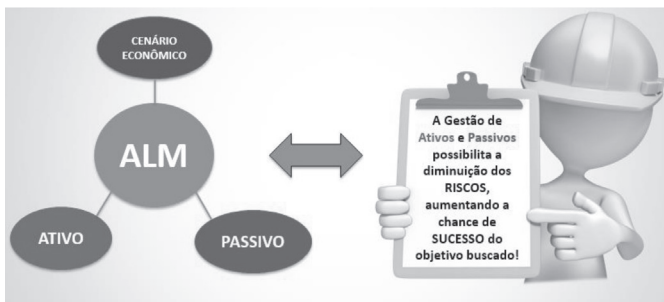 CENÁRIO
ECONÔMICO
ALM
ATIVO
PASSIVO
A Gestão de
Ativos e Passivos
possibilita a
diminuição dos
RISCOS,
aumentando a
chance de
SUCESSO do
objetivo buscado!